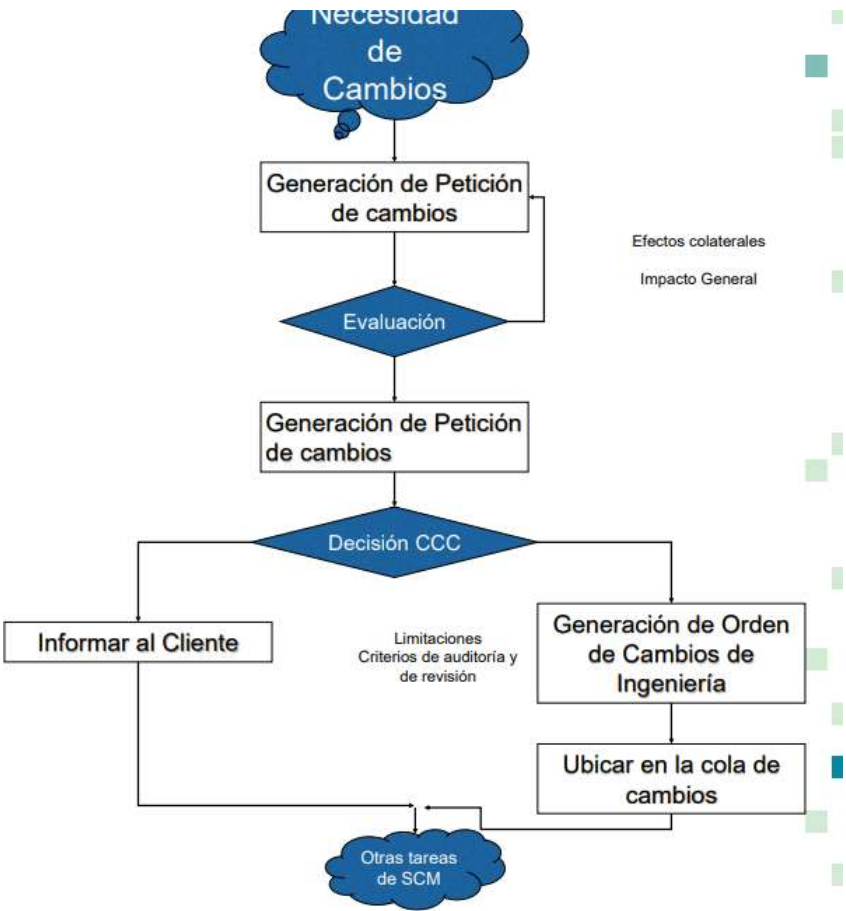 Necesidad
de
Cambios
Generación de Petición
de cambios
Efectos colaterales
Impacto General
Evaluación
Generación de Petición
de cambios
Decisión CCC
Informar al Cliente
Limitaciones
Criterios de auditoría y
de revisión
Generación de Orden
de Cambios de
Ingeniería
Ubicar en la cola de
cambios
Otras tareas
de SCM